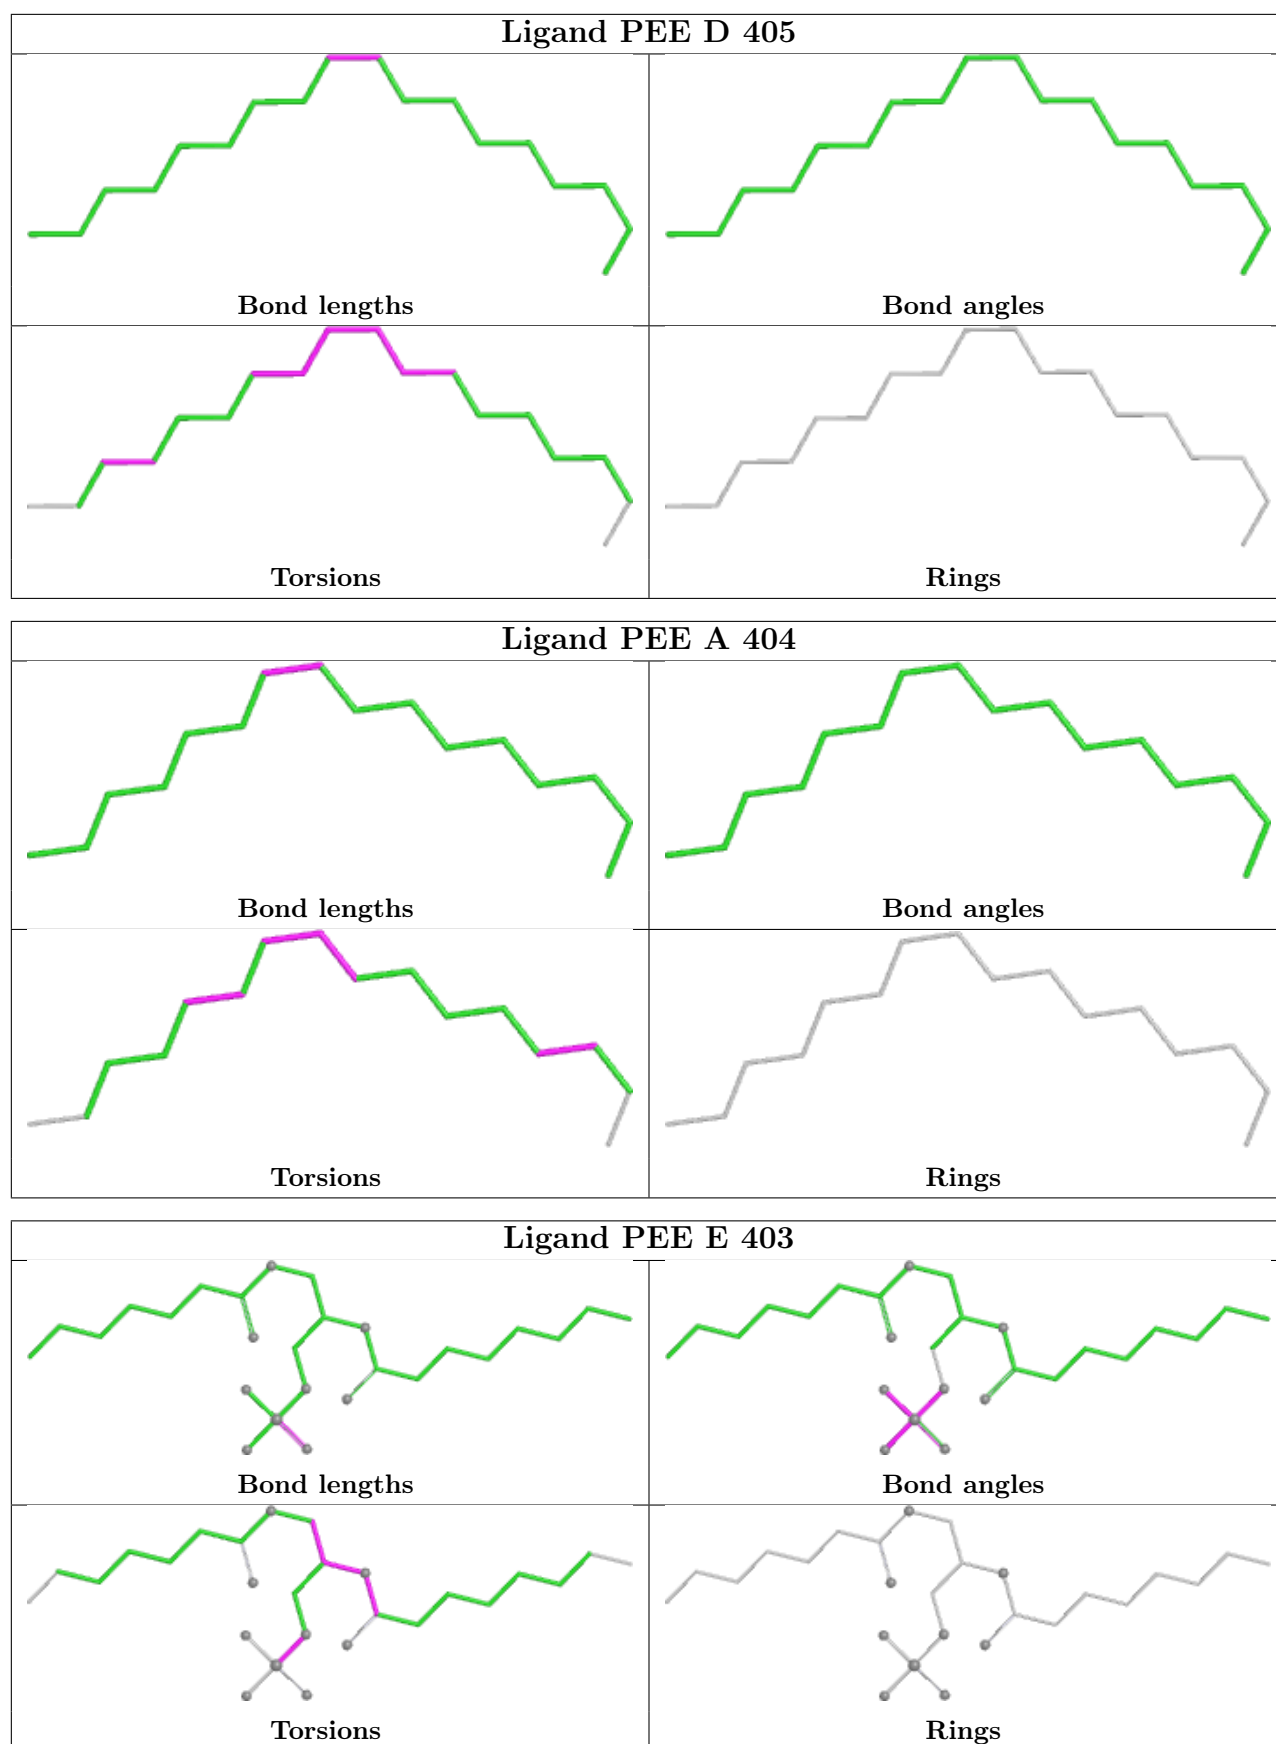 Ligand PEE D 405
Bond lengths
Bond angles
Torsions
Rings
Ligand PEE A 404
Bond lengths
Bond angles
Torsions
Rings
Ligand PEE E 403
Bond lengths
Bond angles
Torsions
Rings